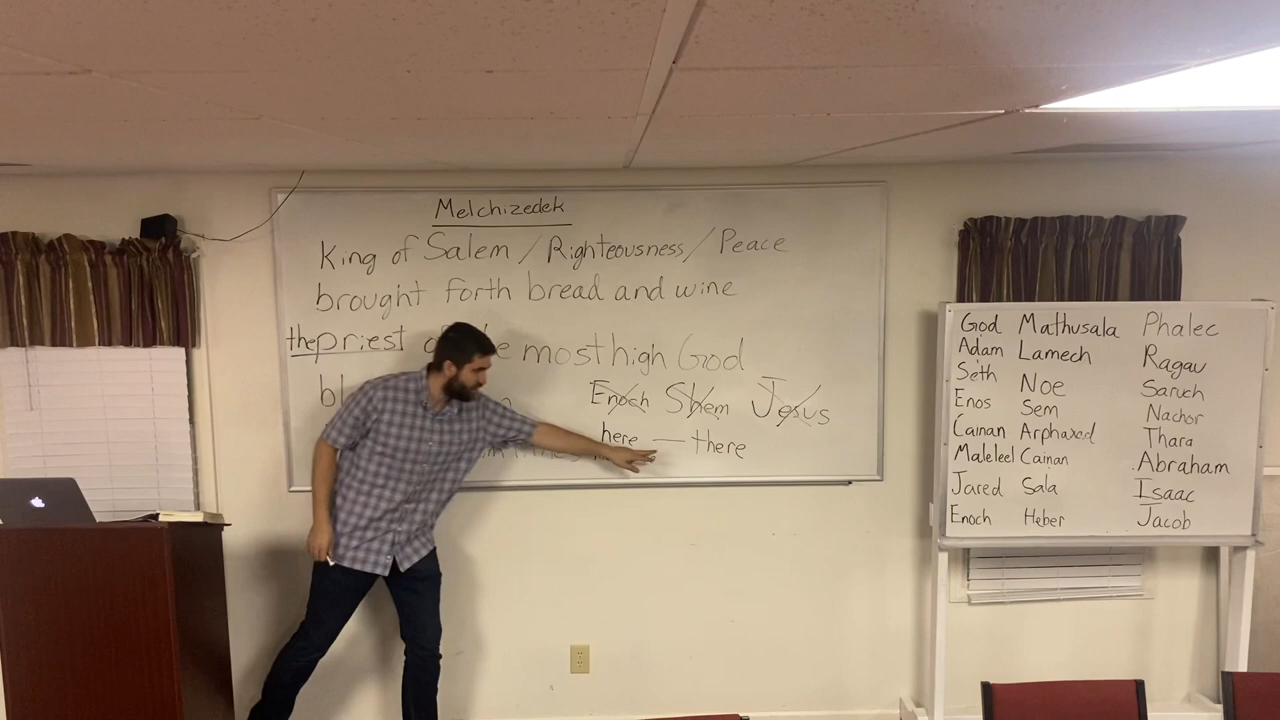 Melchizedek
King of Salem / Righteousness / Peace
brought forth bread and wine
the priest most high God
Enoch Shem Jesus
here — there
God Mathusala Phalec
Adam Lamech Ragau
Seth Noe Saruch
Enos Sem Nachor
Cainan Arphaxad Thara
Maleleel Cainan Abraham
Jared Sala Isaac
Enoch Heber Jacob